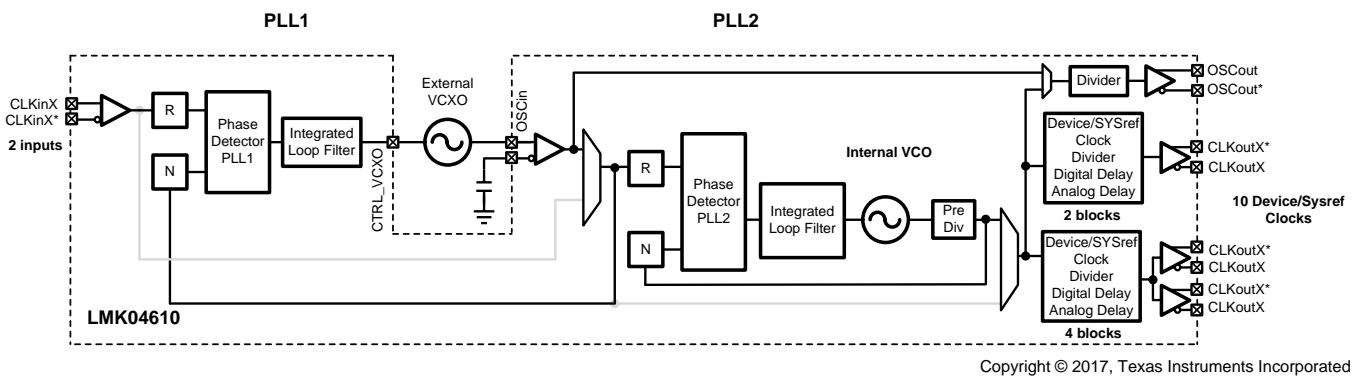 PLL1
PLL2
CLKinX
CLKinX*
2 inputs
R
N
Phase
Detector
PLL1
Integrated
Loop Filter
CTRL_VCXO
External
VCXO
OSCin
R
N
Phase
Detector
PLL2
Integrated
Loop Filter
Internal VCO
Pre
Div
Divider
OSCout
OSCout*
Device/SYSref
Clock
Divider
Digital Delay
Analog Delay
2 blocks
CLKoutX*
CLKoutX
10 Device/Sysref
Clocks
Device/SYSref
Clock
Divider
Digital Delay
Analog Delay
4 blocks
CLKoutX*
CLKoutX
CLKoutX*
CLKoutX
LMK04610
Copyright © 2017, Texas Instruments Incorporated